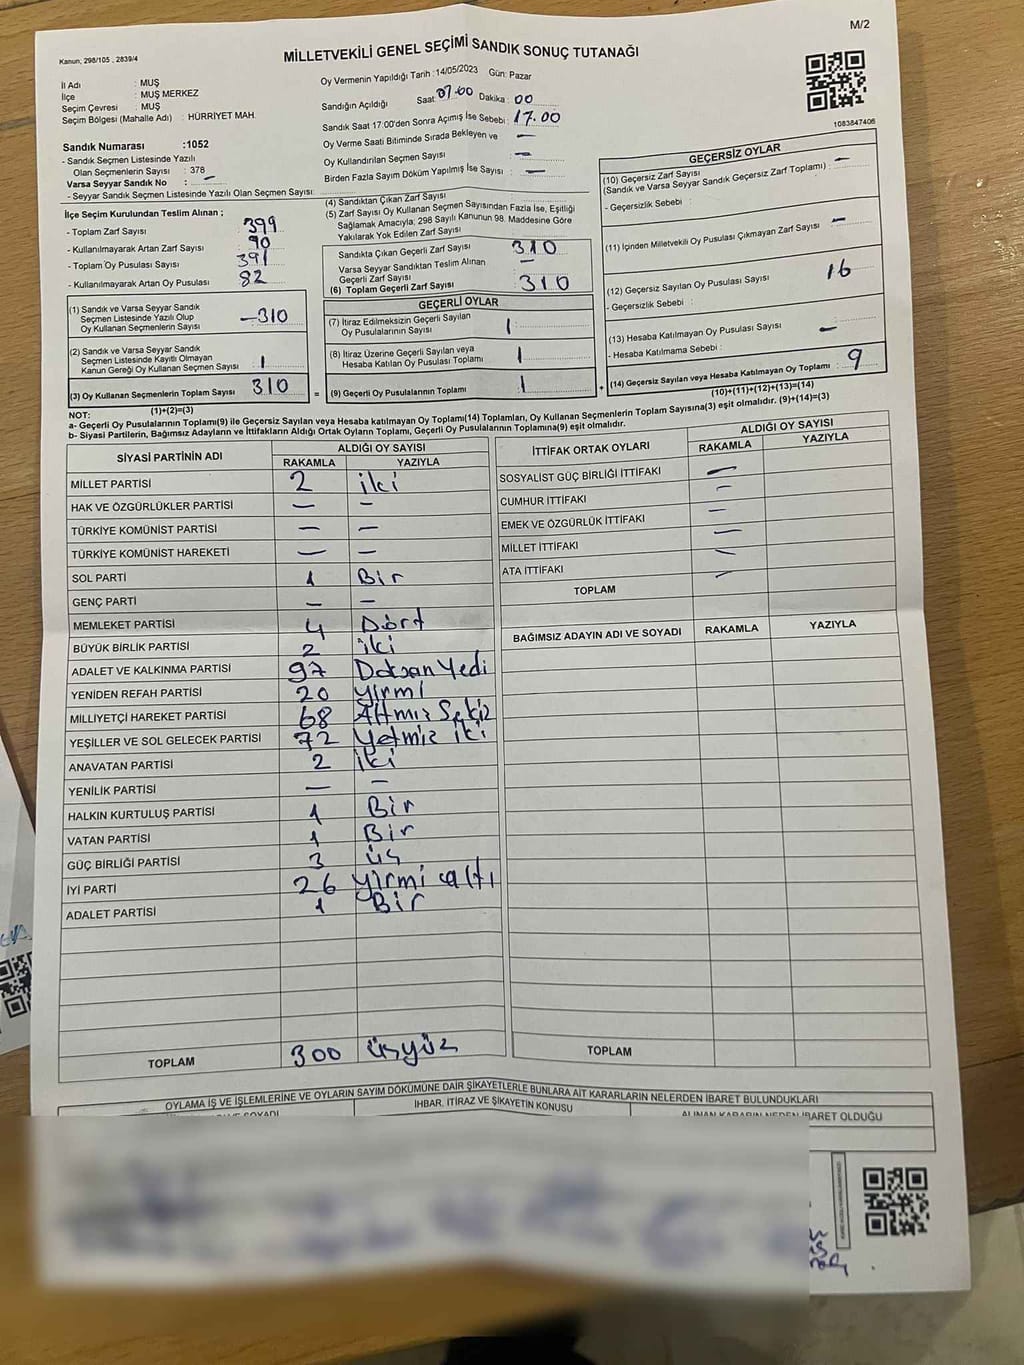 M/2
Kanun; 298/105 , 2839/4
MİLLETVEKİLİ GENEL SEÇİMİ SANDIK SONUÇ TUTANAĞI
İl Adı : MUŞ
İlçe : MUŞ MERKEZ
Seçim Çevresi : MUŞ
Seçim Bölgesi (Mahalle Adı) : HÜRRİYET MAH.
Sandık Numarası :1052
- Sandık Seçmen Listesinde Yazılı
Olan Seçmenlerin Sayısı : 378
Varsa Seyyar Sandık No : –
- Seyyar Sandık Seçmen Listesinde Yazılı Olan Seçmen Sayısı:
Oy Vermenin Yapıldığı Tarih :14/05/2023 Gün: Pazar
Sandığın Açıldığı Saat: 07.00 Dakika : 00
Sandık Saat 17:00'den Sonra Açımış İse Sebebi : 17.00
Oy Verme Saati Bitiminde Sırada Bekleyen ve –
Oy Kullandırılan Seçmen Sayısı –
Birden Fazla Sayım Döküm Yapılmış İse Sayısı : –
1083847406
İlçe Seçim Kurulundan Teslim Alınan ;
- Toplam Zarf Sayısı 399
- Kullanılmayarak Artan Zarf Sayısı 90
- Toplam Oy Pusulası Sayısı 391
- Kullanılmayarak Artan Oy Pusulası 82
(1) Sandık ve Varsa Seyyar Sandık
Seçmen Listesinde Yazılı Olup
Oy Kullanan Seçmenlerin Sayısı –310
(2) Sandık ve Varsa Seyyar Sandık
Seçmen Listesinde Kayıtlı Olmayan
Kanun Gereği Oy Kullanan Seçmen Sayısı 1
(3) Oy Kullanan Seçmenlerin Toplam Sayısı 310 =
(4) Sandıktan Çıkan Zarf Sayısı
(5) Zarf Sayısı Oy Kullanan Seçmen Sayısından Fazla İse, Eşitliği
Sağlamak Amacıyla; 298 Sayılı Kanunun 98. Maddesine Göre
Yakılarak Yok Edilen Zarf Sayısı
Sandıkta Çıkan Geçerli Zarf Sayısı 310
Varsa Seyyar Sandıktan Teslim Alınan
Geçerli Zarf Sayısı –
(6) Toplam Geçerli Zarf Sayısı 310
GEÇERLİ OYLAR
(7) İtiraz Edilmeksizin Geçerli Sayılan
Oy Pusulalarının Sayısı 1
(8) İtiraz Üzerine Geçerli Sayılan veya
Hesaba Katılan Oy Pusulası Toplamı 1
(9) Geçerli Oy Pusulalarının Toplamı 1 +
GEÇERSİZ OYLAR
(10) Geçersiz Zarf Sayısı
(Sandık ve Varsa Seyyar Sandık Geçersiz Zarf Toplamı) : –
- Geçersizlik Sebebi :
(11) İçinden Milletvekili Oy Pusulası Çıkmayan Zarf Sayısı –
(12) Geçersiz Sayılan Oy Pusulası Sayısı 16
- Geçersizlik Sebebi :
(13) Hesaba Katılmayan Oy Pusulası Sayısı –
- Hesaba Katılmama Sebebi :
(14) Geçersiz Sayılan veya Hesaba Katılmayan Oy Toplamı 9
(10)+(11)+(12)+(13)=(14)
NOT: (1)+(2)=(3)
a- Geçerli Oy Pusulalarının Toplamı(9) ile Geçersiz Sayılan veya Hesaba katılmayan Oy Toplamı(14) Toplamları, Oy Kullanan Seçmenlerin Toplam Sayısına(3) eşit olmalıdır. (9)+(14)=(3)
b- Siyasi Partilerin, Bağımsız Adayların ve İttifakların Aldığı Ortak Oyların Toplamı, Geçerli Oy Pusulalarının Toplamına(9) eşit olmalıdır.
SİYASİ PARTİNİN ADI ALDIĞI OY SAYISI
RAKAMLA YAZIYLA
MİLLET PARTİSİ 2 iki
HAK VE ÖZGÜRLÜKLER PARTİSİ – –
TÜRKİYE KOMÜNİST PARTİSİ – –
TÜRKİYE KOMÜNİST HAREKETİ – –
SOL PARTİ 1 Bir
GENÇ PARTİ – –
MEMLEKET PARTİSİ 4 Dört
BÜYÜK BİRLİK PARTİSİ 2 iki
ADALET VE KALKINMA PARTİSİ 97 Doksan Yedi
YENİDEN REFAH PARTİSİ 20 Yirmi
MİLLİYETÇİ HAREKET PARTİSİ 68 Altmız Sekiz
YEŞİLLER VE SOL GELECEK PARTİSİ 72 Yetmiz iki
ANAVATAN PARTİSİ 2 iki
YENİLİK PARTİSİ – –
HALKIN KURTULUŞ PARTİSİ 1 Bir
VATAN PARTİSİ 1 Bir
GÜÇ BİRLİĞİ PARTİSİ 3 üç
İYİ PARTİ 26 Yirmi altı
ADALET PARTİSİ 1 Bir
TOPLAM 300 üçyüz
İTTİFAK ORTAK OYLARI ALDIĞI OY SAYISI
RAKAMLA YAZIYLA
SOSYALİST GÜÇ BİRLİĞİ İTTİFAKI –
CUMHUR İTTİFAKI –
EMEK VE ÖZGÜRLÜK İTTİFAKI –
MİLLET İTTİFAKI –
ATA İTTİFAKI –
TOPLAM –
BAĞIMSIZ ADAYIN ADI VE SOYADI RAKAMLA YAZIYLA
TOPLAM
OYLAMA İŞ VE İŞLEMLERİNE VE OYLARIN SAYIM DÖKÜMÜNE DAİR ŞİKAYETLERLE BUNLARA AİT KARARLARIN NELERDEN İBARET BULUNDUKLARI
İHBAR, İTİRAZ VE ŞİKAYETİN KONUSU
ALINAN KARARIN NEDEN İBARET OLDUĞU